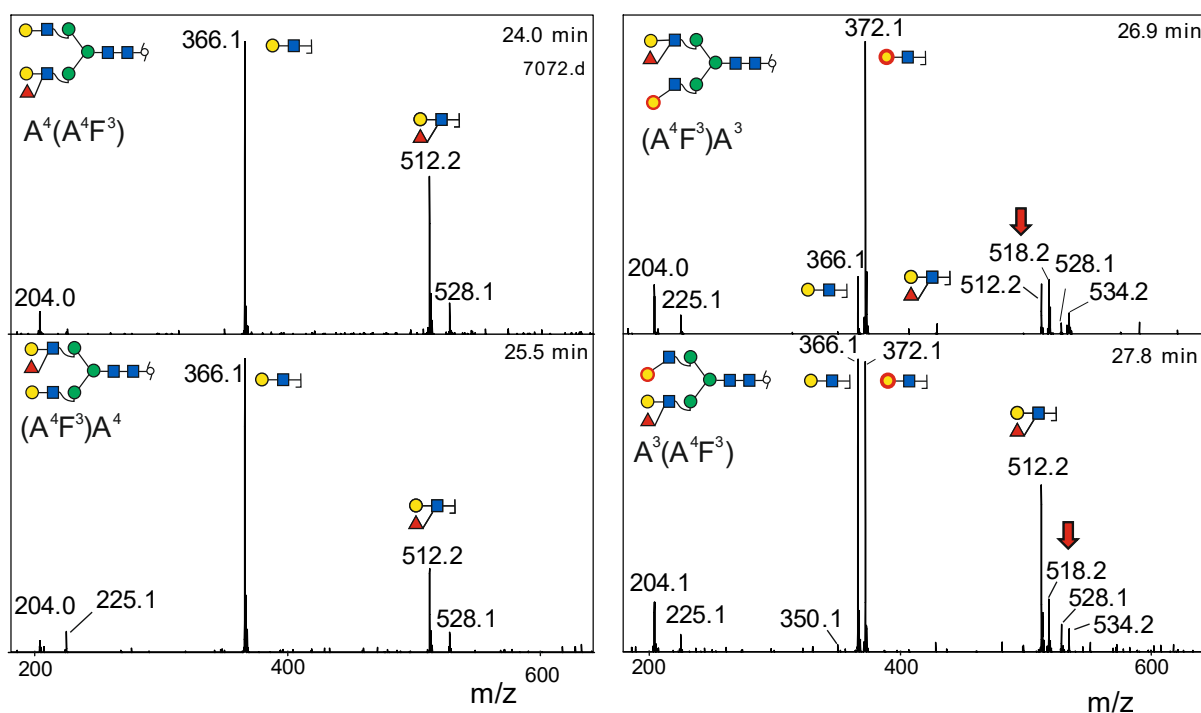 24.0 min
7072.d
366.1
512.2
204.0
528.1
A⁴(A⁴F³)
25.5 min
366.1
512.2
204.0
225.1
528.1
(A⁴F³)A⁴
200
400
600
m/z
26.9 min
372.1
366.1
204.0
225.1
518.2
512.2
528.1
534.2
(A⁴F³)A³
27.8 min
366.1
372.1
512.2
204.1
225.1
350.1
518.2
528.1
534.2
A³(A⁴F³)
200
400
600
m/z